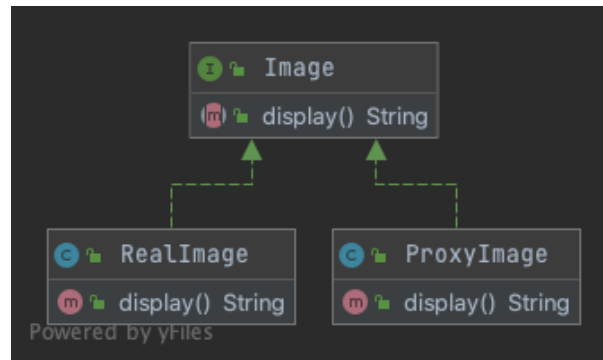 I Image
m display() String
C RealImage
m display() String
C ProxyImage
m display() String
Powered by yFiles